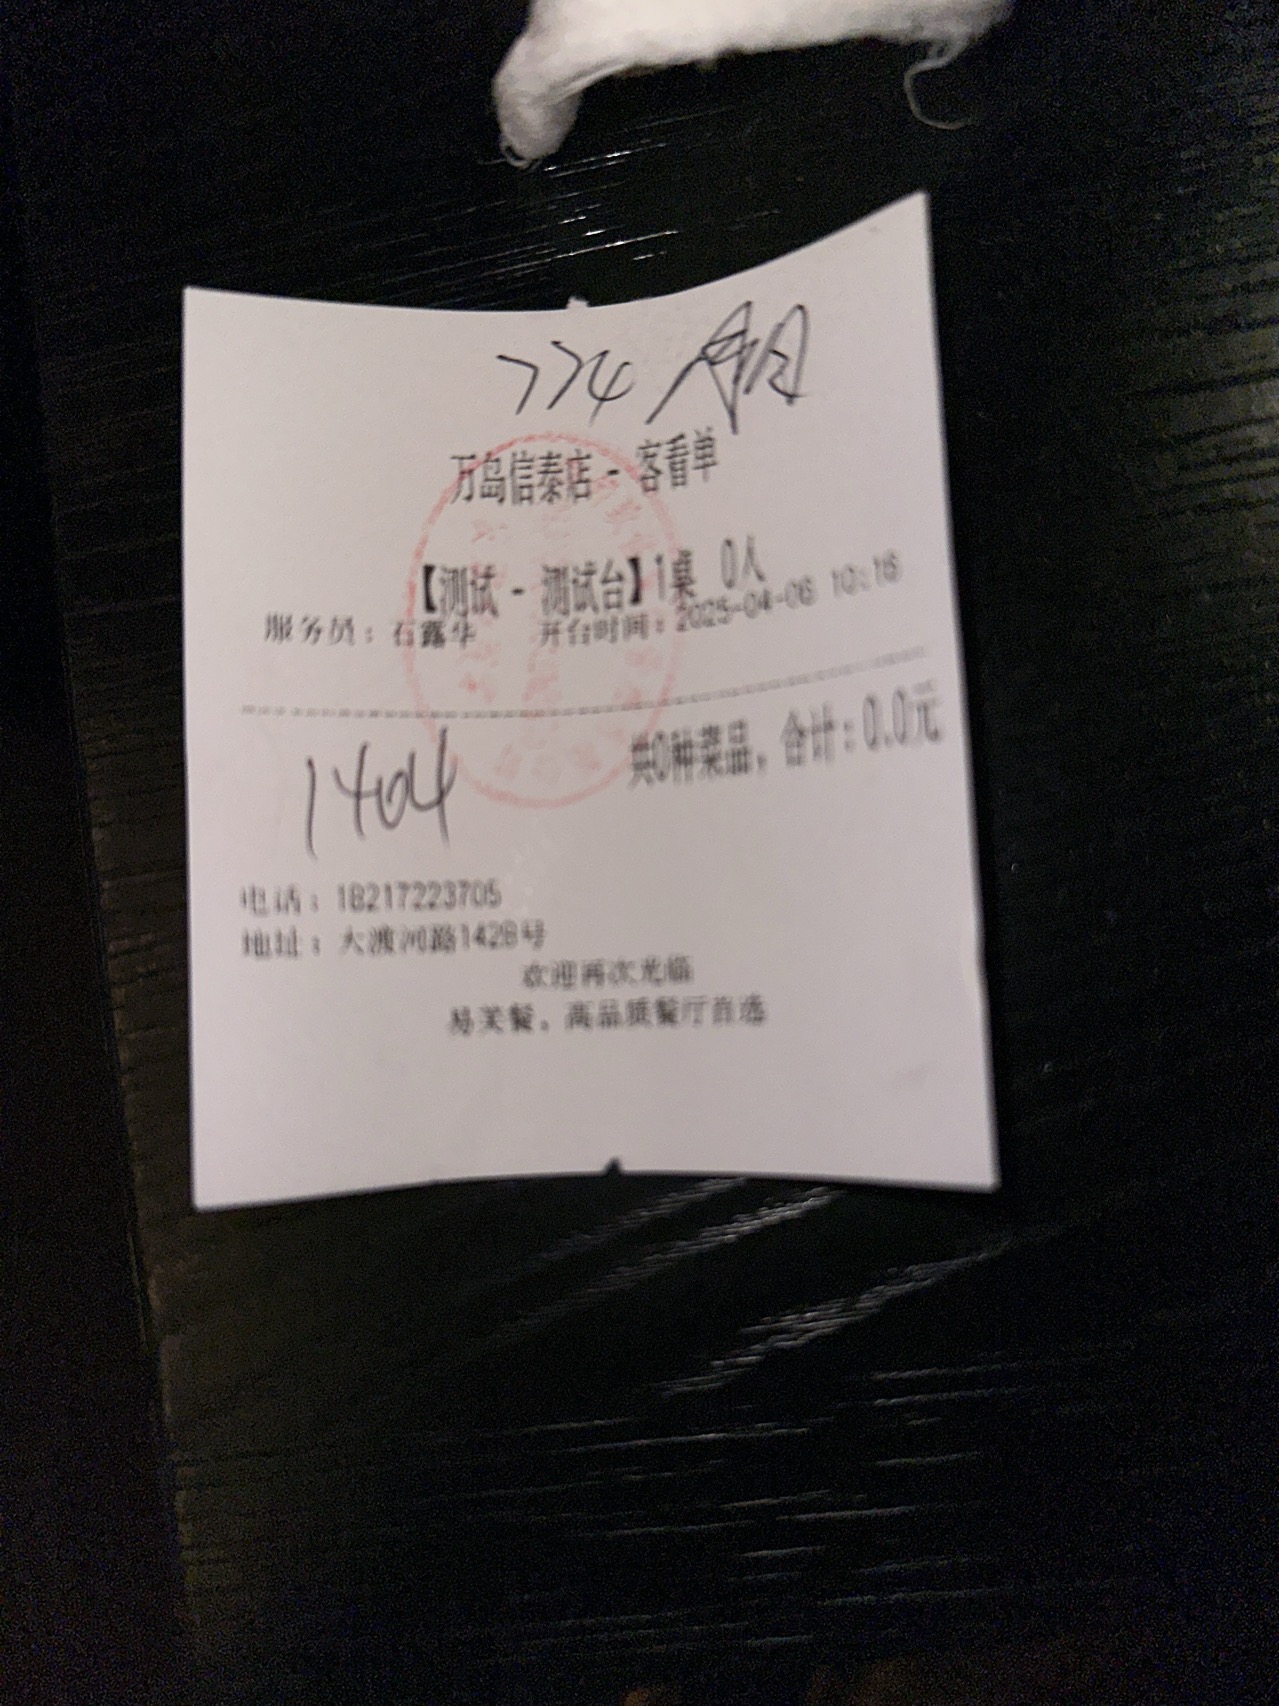 774
万岛信泰店 - 客看单
【测试 - 测试台】1桌 0人
服务员：石露华 开台时间：2025-04-06 10:16
共0种菜品，合计：0.0元
1404
电话：18217223705
地址：大渡河路1428号
欢迎再次光临
易关餐，高品质餐厅首选